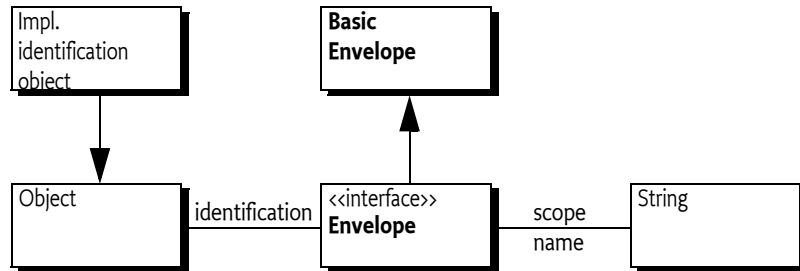 Impl.
identification
object
Basic
Envelope
Object
identification
<<interface>>
Envelope
scope
name
String